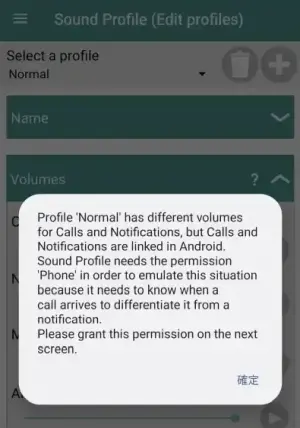 Sound Profile (Edit profiles)
Select a profile
Normal
Name
Volumes ?
Profile 'Normal' has different volumes
for Calls and Notifications, but Calls and
Notifications are linked in Android.
Sound Profile needs the permission
'Phone' in order to emulate this situation
because it needs to know when a
call arrives to differentiate it from a
notification.
Please grant this permission on the next
screen.
確定